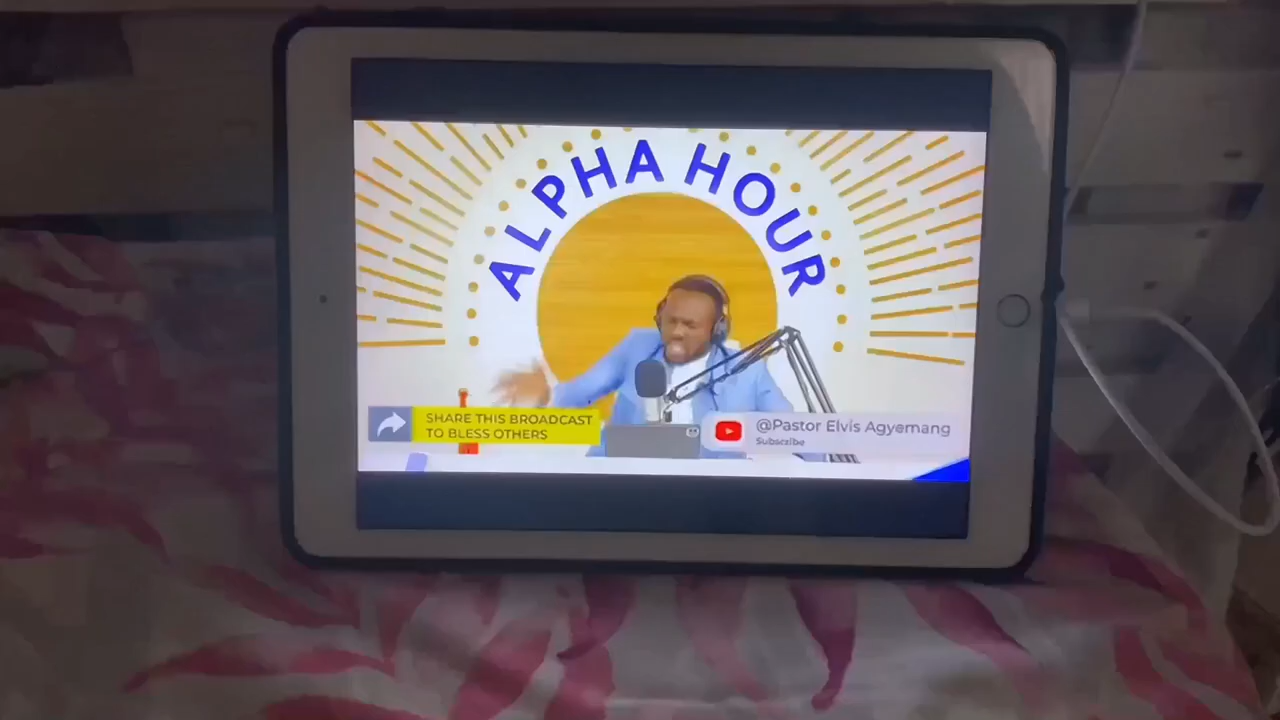 ALPHA HOUR
SHARE THIS BROADCAST
TO BLESS OTHERS
@Pastor Elvis Agyemang
Subscribe